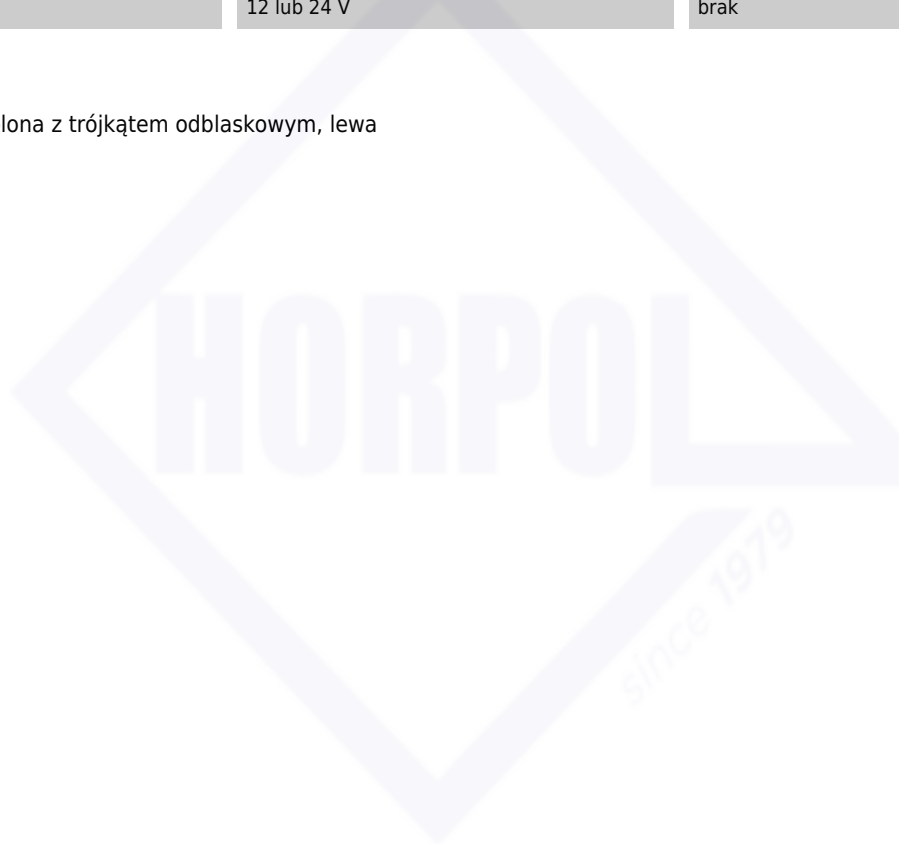 12 lub 24 V
brak
lona z trójkątem odblaskowym, lewa
HORPOL
since 1979